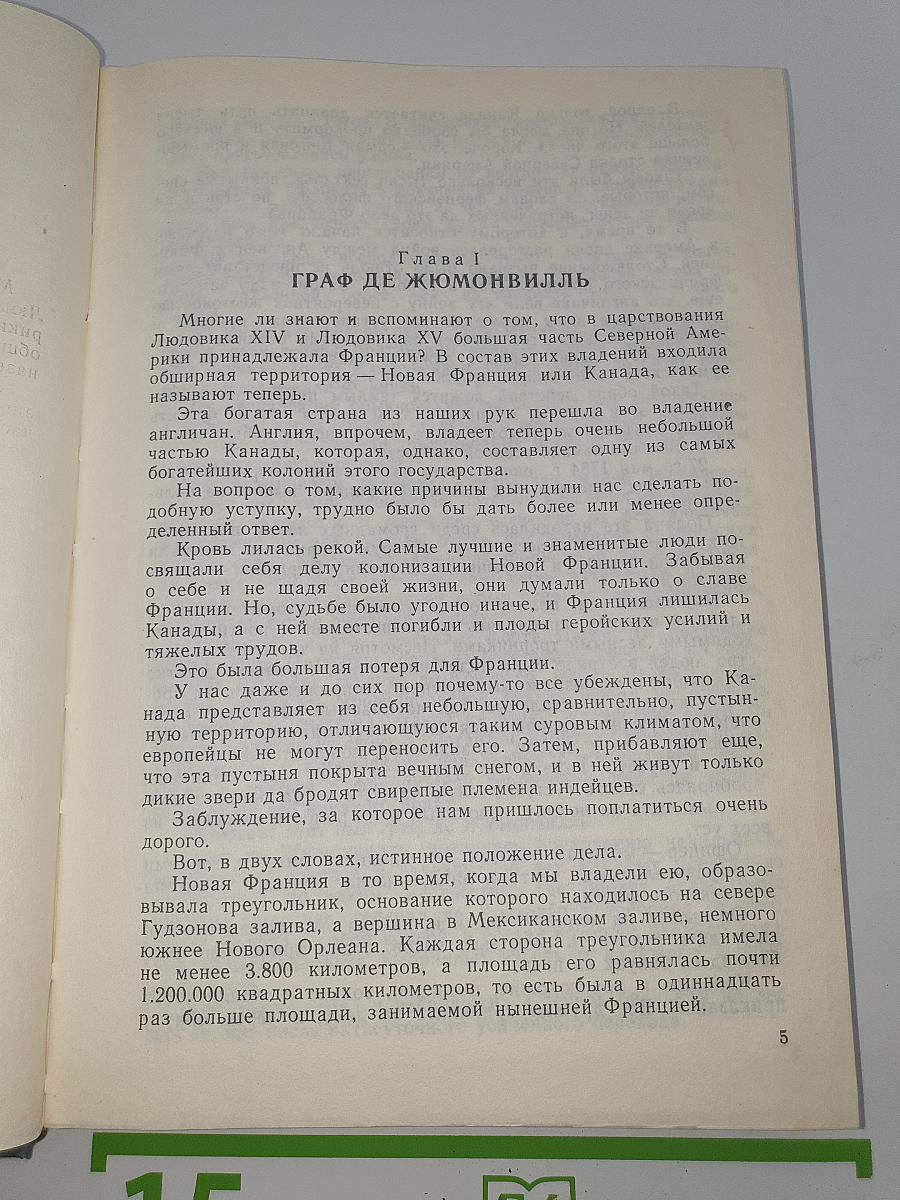 Глава I
ГРАФ ДЕ ЖЮМОНВИЛЛЬ
Многие ли знают и вспоминают о том, что в царствования
Людовика XIV и Людовика XV большая часть Северной Аме-
рики принадлежала Франции? В состав этих владений входила
обширная территория — Новая Франция или Канада, как ее
называют теперь.
Эта богатая страна из наших рук перешла во владение
англичан. Англия, впрочем, владеет теперь очень небольшой
частью Канады, которая, однако, составляет одну из самых
богатейших колоний этого государства.
На вопрос о том, какие причины вынудили нас сделать по-
добную уступку, трудно было бы дать более или менее опре-
деленный ответ.
Кровь лилась рекой. Самые лучшие и знаменитые люди по-
свящали себя делу колонизации Новой Франции. Забывая
о себе и не щадя своей жизни, они думали только о славе
Франции. Но, судьбе было угодно иначе, и Франция лишилась
Канады, а с ней вместе погибли и плоды геройских усилий и
тяжелых трудов.
Это была большая потеря для Франции.
У нас даже и до сих пор почему-то все убеждены, что Ка-
нада представляет из себя небольшую, сравнительно, пустын-
ную территорию, отличающуюся таким суровым климатом, что
европейцы не могут переносить его. Затем, прибавляют еще,
что эта пустыня покрыта вечным снегом, и в ней живут только
дикие звери да бродят свирепые племена индейцев.
Заблуждение, за которое нам пришлось поплатиться очень
дорого.
Вот, в двух словах, истинное положение дела.
Новая Франция в то время, когда мы владели ею, образо-
вывала треугольник, основание которого находилось на севере
Гудзонова залива, а вершина в Мексиканском заливе, немного
южнее Нового Орлеана. Каждая сторона треугольника имела
не менее 3.800 километров, а площадь его равнялась почти
1.200.000 квадратных километров, то есть была в одиннадцать
раз больше площади, занимаемой нынешней Францией.
5
15